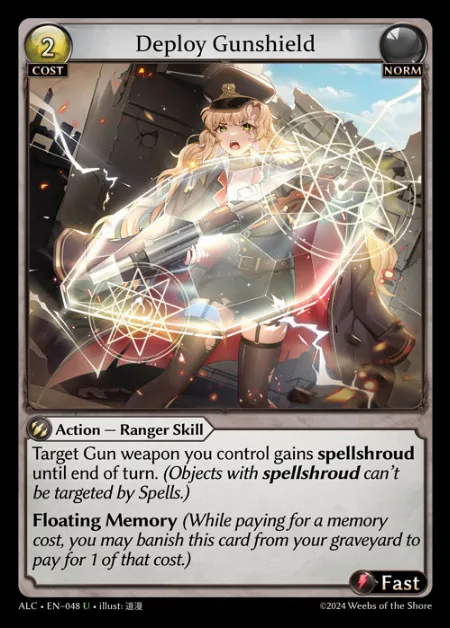 2
Deploy Gunshield
COST
NORM
Action — Ranger Skill
Target Gun weapon you control gains spellshroud
until end of turn. (Objects with spellshroud can't
be targeted by Spells.)
Floating Memory (While paying for a memory
cost, you may banish this card from your graveyard to
pay for 1 of that cost.)
Fast
ALC • EN-048 U • illust: 道漫
©2024 Weebs of the Shore